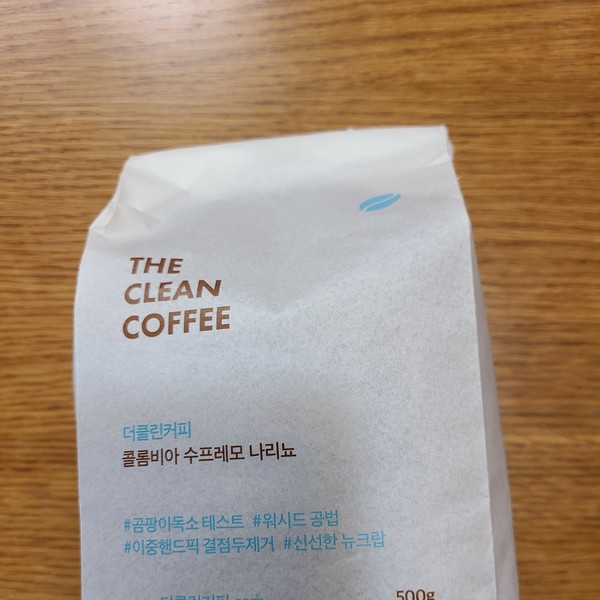 THE
CLEAN
COFFEE
더클린커피
콜롬비아 수프레모 나리뇨
#곰팡이독소 테스트 #워시드 공법
#이중핸드픽 결점두제거 #신선한 뉴크랍
500g